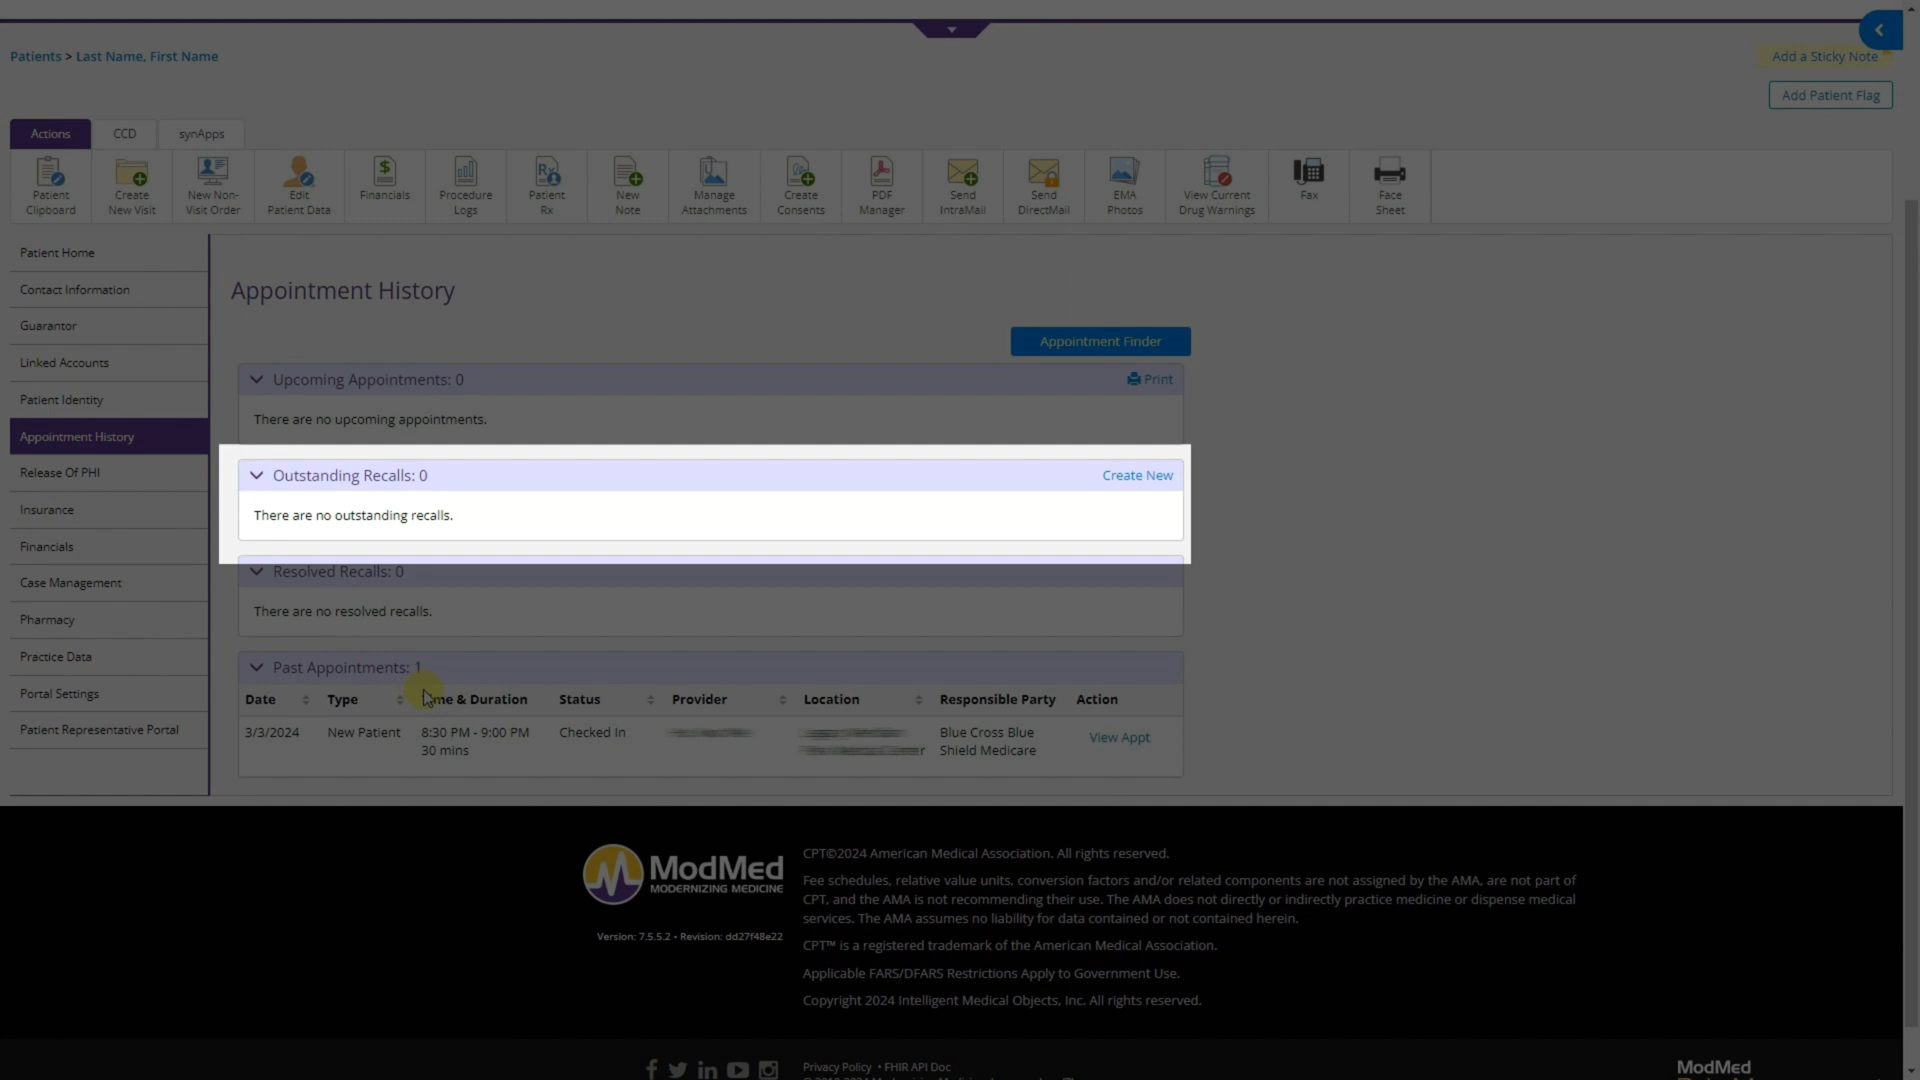 Patients > Last Name, First Name
Add a Sticky Note
Add Patient Flag
Actions CCD synApps
Patient Clipboard
Create New Visit
New Non-Visit Order
Edit Patient Data
Financials
Procedure Logs
Patient Rx
New Note
Manage Attachments
Create Consents
PDF Manager
Send IntraMail
Send DirectMail
EMA Photos
View Current Drug Warnings
Fax
Face Sheet
Patient Home
Contact Information
Guarantor
Linked Accounts
Patient Identity
Appointment History
Release Of PHI
Insurance
Financials
Case Management
Pharmacy
Practice Data
Portal Settings
Patient Representative Portal
Appointment History
Appointment Finder
Upcoming Appointments: 0 Print
There are no upcoming appointments.
Outstanding Recalls: 0 Create New
There are no outstanding recalls.
Resolved Recalls: 0
There are no resolved recalls.
Past Appointments: 1
Date Type & Duration Status Provider Location Responsible Party Action
3/3/2024 New Patient 8:30 PM - 9:00 PM Checked In Blue Cross Blue View Appt
30 mins Shield Medicare
ModMed
MODERNIZING MEDICINE
Version: 7.5.5.2 • Revision: dd27f48e22
CPT©2024 American Medical Association. All rights reserved.
Fee schedules, relative value units, conversion factors and/or related components are not assigned by the AMA, are not part of
CPT, and the AMA is not recommending their use. The AMA does not directly or indirectly practice medicine or dispense medical
services. The AMA assumes no liability for data contained or not contained herein.
CPT™ is a registered trademark of the American Medical Association.
Applicable FARS/DFARS Restrictions Apply to Government Use.
Copyright 2024 Intelligent Medical Objects, Inc. All rights reserved.
Privacy Policy • FHIR API Doc
ModMed